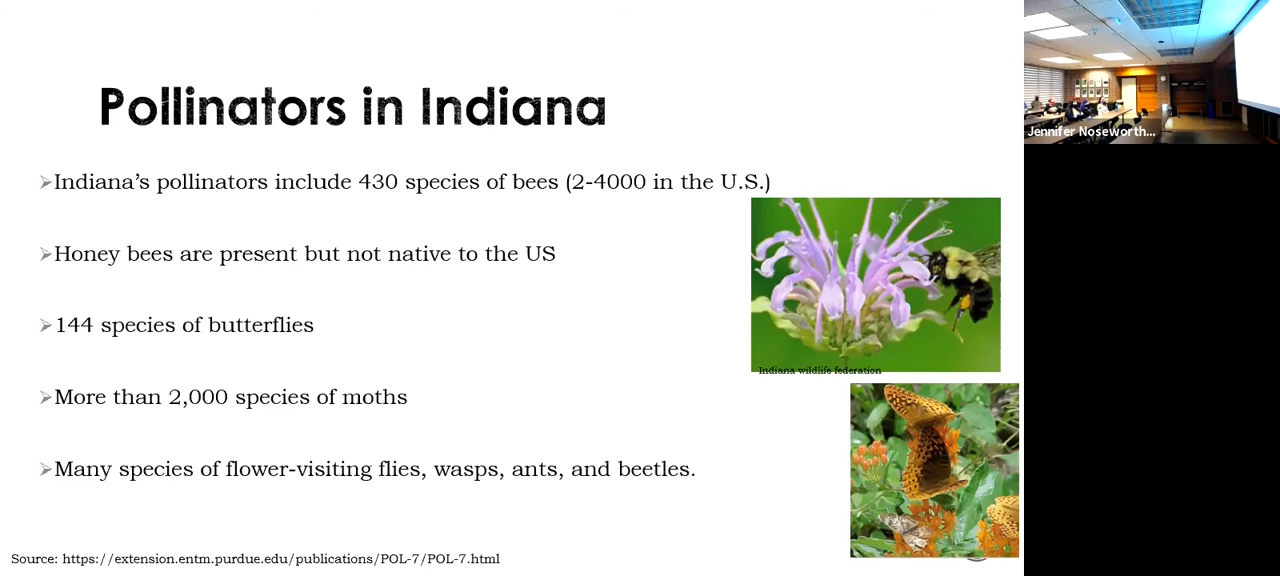 Pollinators in Indiana
➢Indiana's pollinators include 430 species of bees (2-4000 in the U.S.)
➢Honey bees are present but not native to the US
➢144 species of butterflies
➢More than 2,000 species of moths
➢Many species of flower-visiting flies, wasps, ants, and beetles.
Indiana wildlife federation
Source: https://extension.entm.purdue.edu/publications/POL-7/POL-7.html
Jennifer Noseworth...